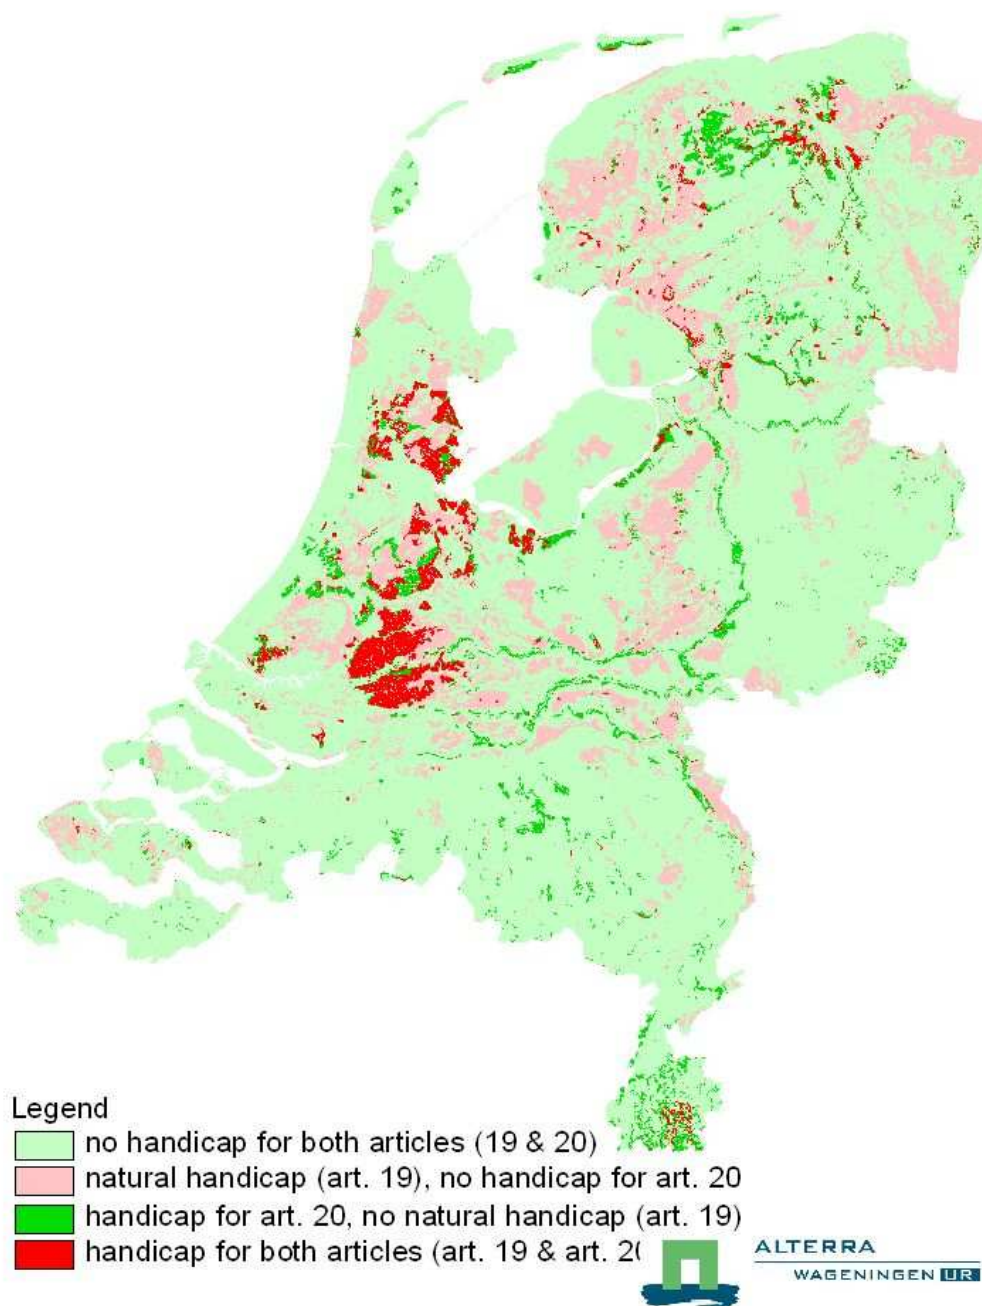 Legend
no handicap for both articles (19 & 20)
natural handicap (art. 19), no handicap for art. 20
handicap for art. 20, no natural handicap (art. 19)
handicap for both articles (art. 19 & art. 20
ALTERRA
WAGENINGEN UR